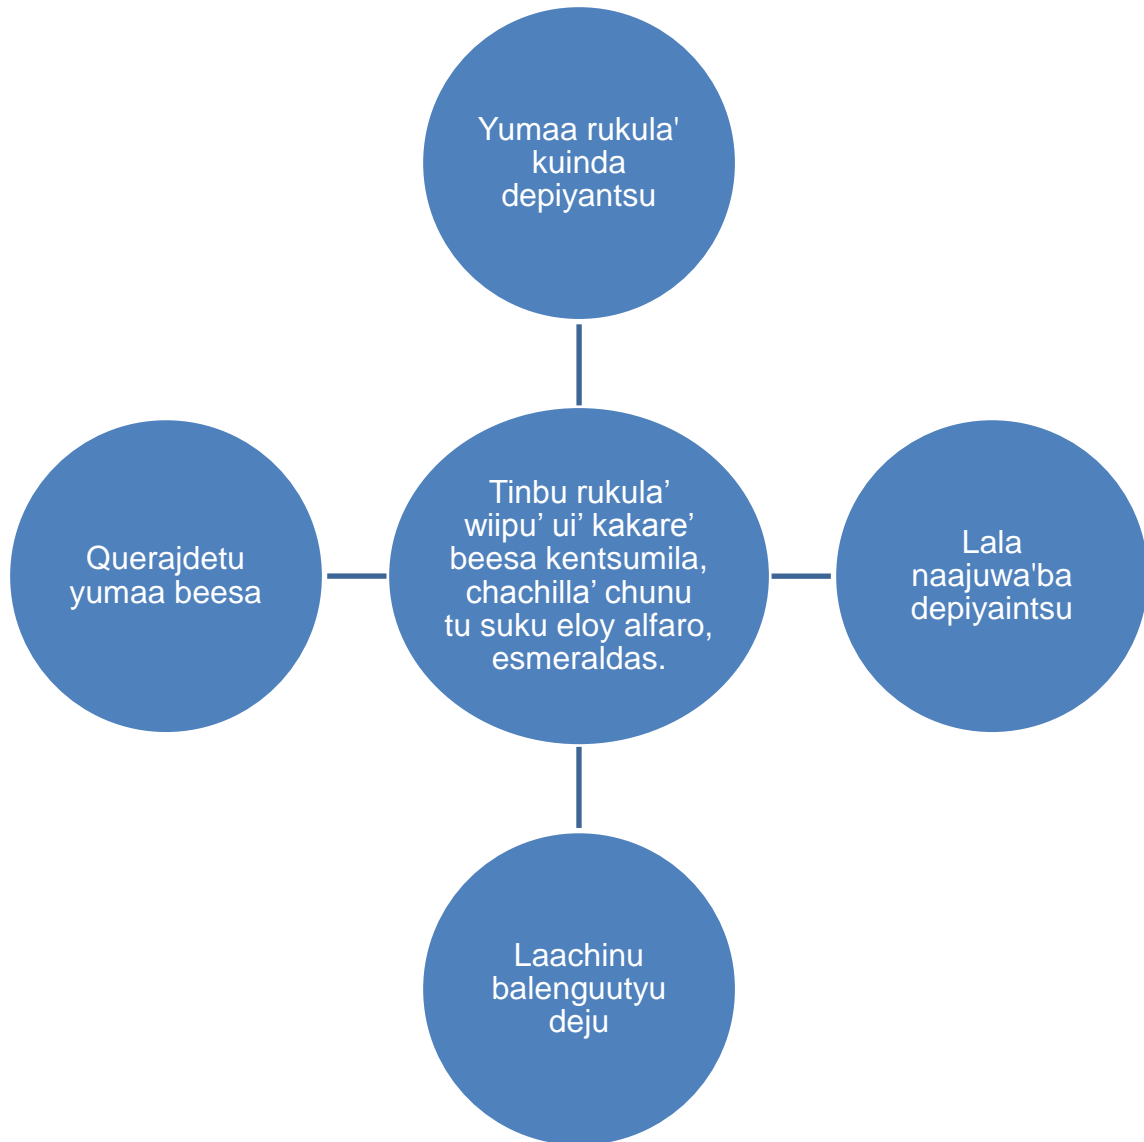 Yumaa rukula'
kuinda
depiyantsu
Querajdetu
yumaa beesa
Tinbu rukula’
wiipu’ ui’ kakare’
beesa kentsumila,
chachilla’ chunu
tu suku eloy alfaro,
esmeraldas.
Lala
naajuwa'ba
depiyaintsu
Laachinu
balenguutyu
deju